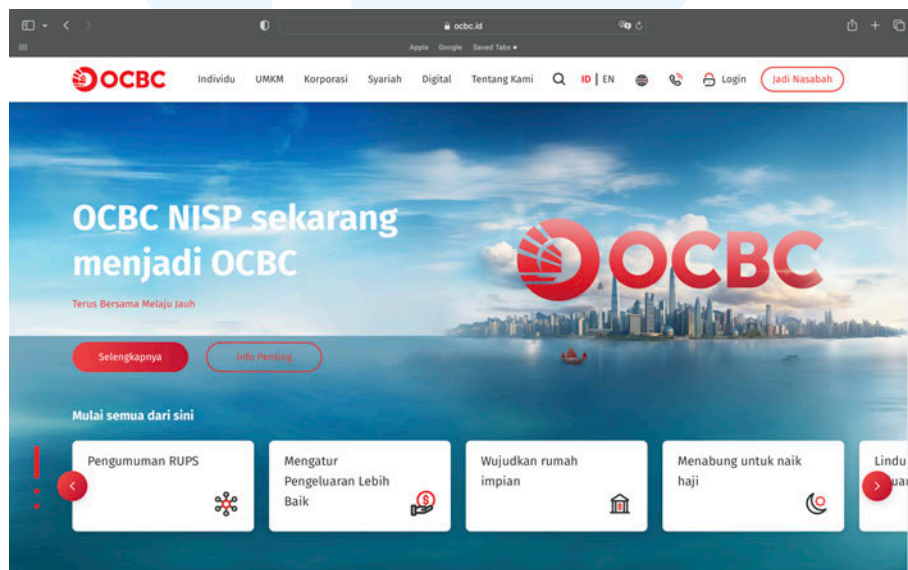 ocbc.id
Apple Google Saved Tabs
OCBC
Individu UMKM Korporasi Syariah Digital Tentang Kami ID | EN Login Jadi Nasabah
OCBC NISP sekarang
menjadi OCBC
OCBC
Terus Bersama Melaju Jauh
Selengkapnya Info Penting
Mulai semua dari sini
Pengumuman RUPS
Mengatur
Pengeluaran Lebih
Baik
Wujudkan rumah
impian
Menabung untuk naik
haji
Lindu